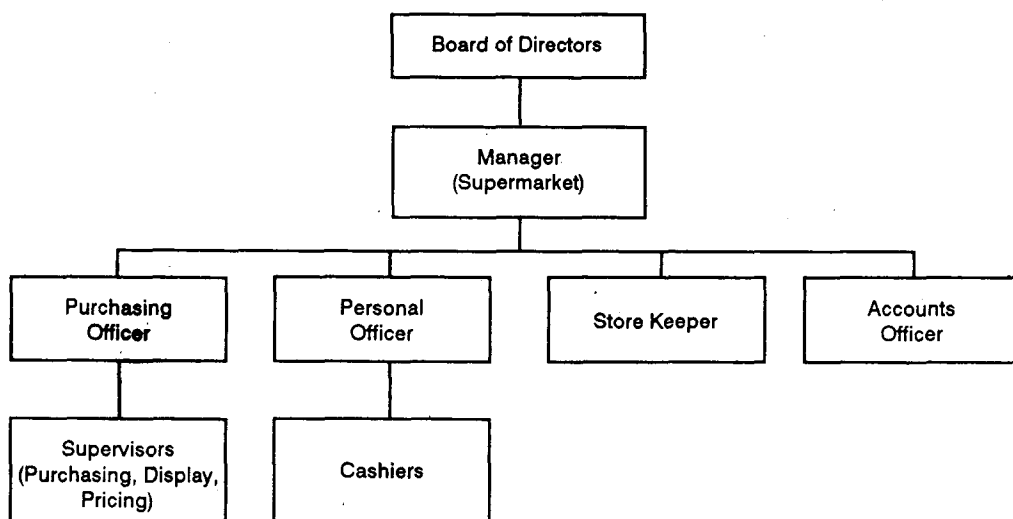 Board of Directors
Manager
(Supermarket)
Purchasing
Officer
Personal
Officer
Store Keeper
Accounts
Officer
Supervisors
(Purchasing, Display,
Pricing)
Cashiers